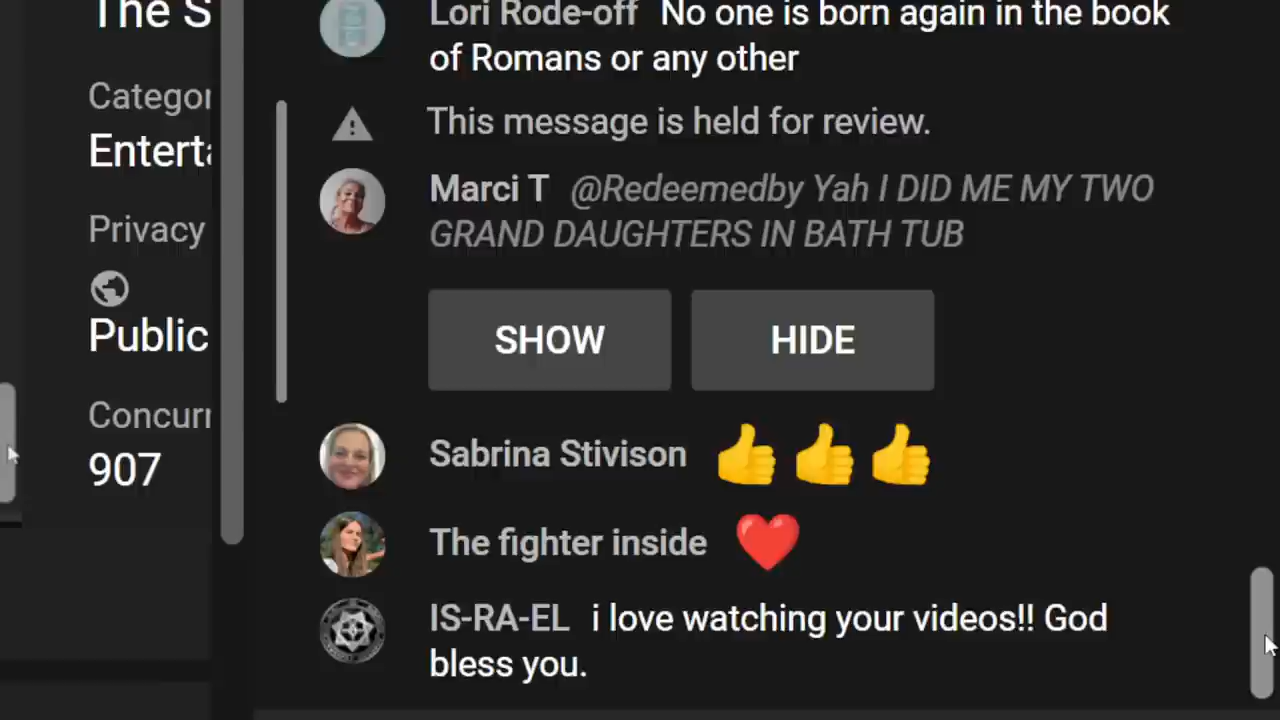 The S
Lori Rode-off No one is born again in the book
of Romans or any other
Categor
Enterta
This message is held for review.
Marci T @Redeemedby Yah I DID ME MY TWO
GRAND DAUGHTERS IN BATH TUB
Privacy
Public
SHOW
HIDE
Concurr
907
Sabrina Stivison 👍 👍 👍
The fighter inside ❤️
IS-RA-EL i love watching your videos!! God
bless you.